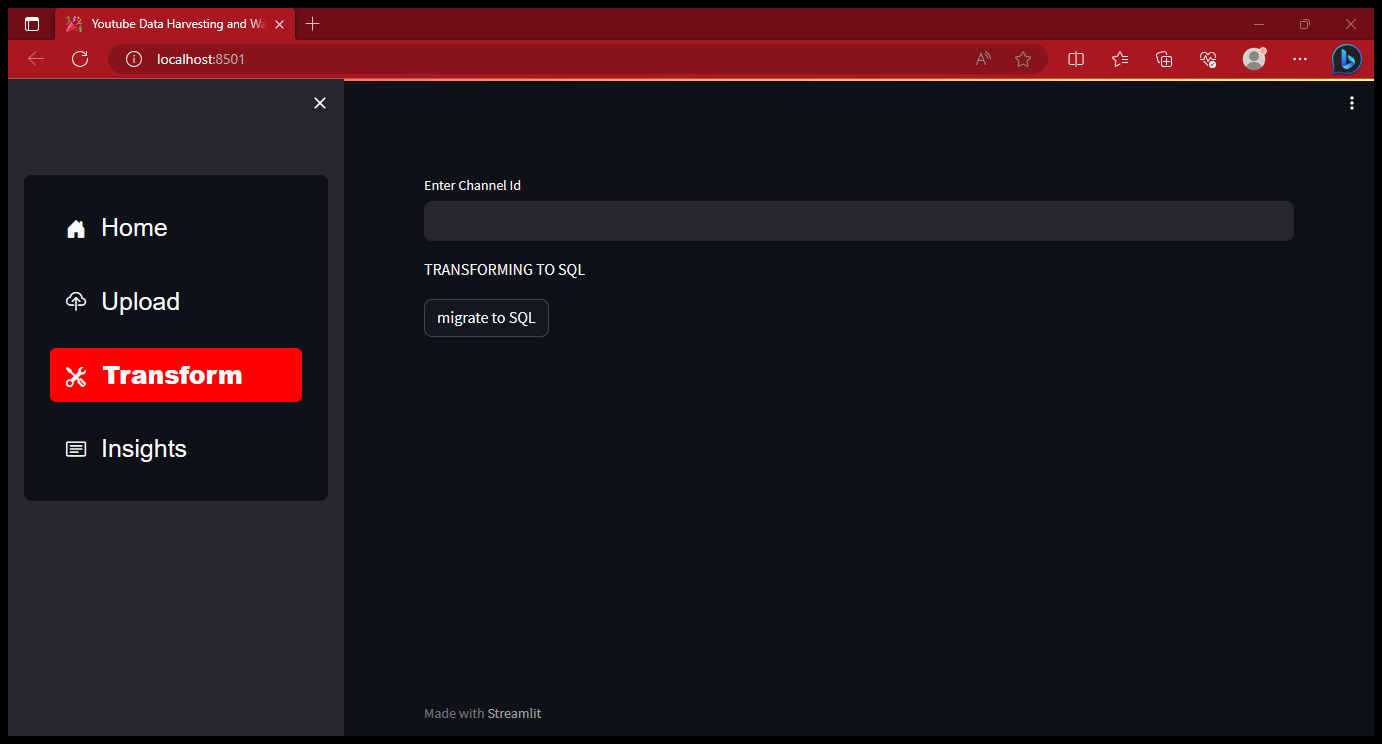 Youtube Data Harvesting and Wa
localhost:8501
Home
Upload
Transform
Insights
Enter Channel Id
TRANSFORMING TO SQL
migrate to SQL
Made with Streamlit